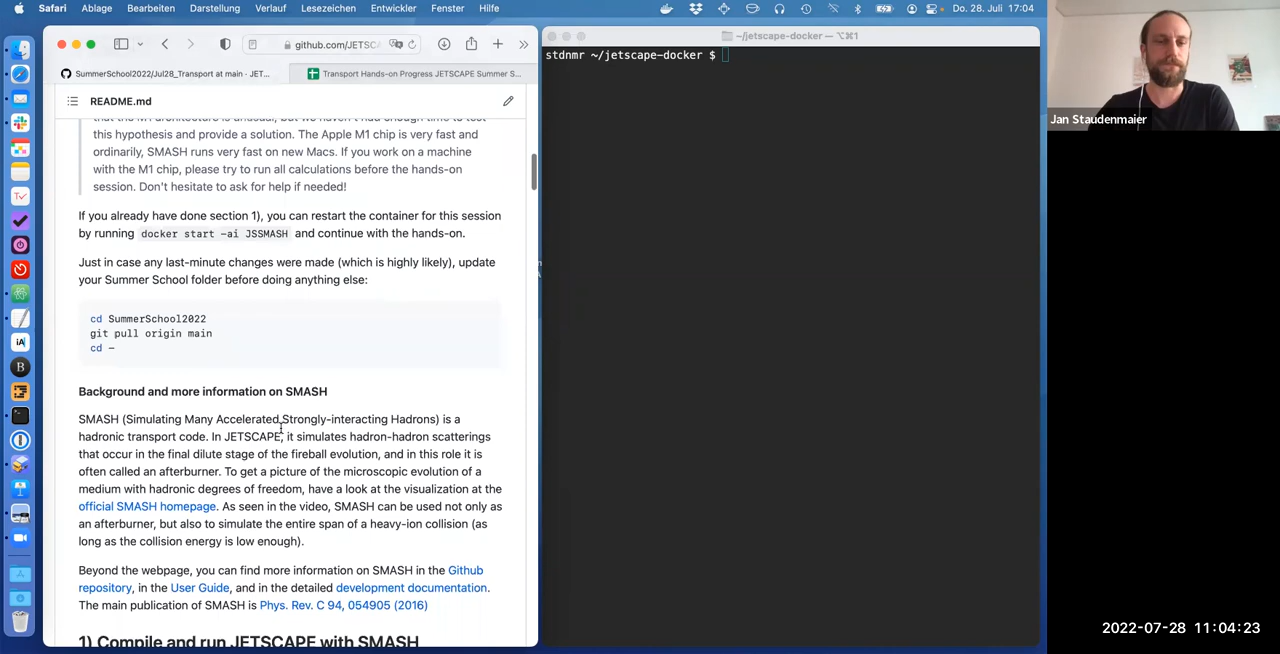 Safari Ablage Bearbeiten Darstellung Verlauf Lesezeichen Entwickler Fenster Hilfe Do. 28. Juli 17:04
github.com/JETSC
~/jetscape-docker — ⌥⌘1
SummerSchool2022/Jul28_Transport at main · JET...
Transport Hands-on Progress JETSCAPE Summer S...
stdnmr ~/jetscape-docker $
README.md
that the M1 architecture is unusual, but we haven't had enough time to test
this hypothesis and provide a solution. The Apple M1 chip is very fast and
ordinarily, SMASH runs very fast on new Macs. If you work on a machine
with the M1 chip, please try to run all calculations before the hands-on
session. Don't hesitate to ask for help if needed!
If you already have done section 1), you can restart the container for this session
by running docker start -ai JSSMASH and continue with the hands-on.
Just in case any last-minute changes were made (which is highly likely), update
your Summer School folder before doing anything else:
cd SummerSchool2022
git pull origin main
cd -
Background and more information on SMASH
SMASH (Simulating Many Accelerated Strongly-interacting Hadrons) is a
hadronic transport code. In JETSCAPE, it simulates hadron-hadron scatterings
that occur in the final dilute stage of the fireball evolution, and in this role it is
often called an afterburner. To get a picture of the microscopic evolution of a
medium with hadronic degrees of freedom, have a look at the visualization at the
official SMASH homepage. As seen in the video, SMASH can be used not only as
an afterburner, but also to simulate the entire span of a heavy-ion collision (as
long as the collision energy is low enough).
Beyond the webpage, you can find more information on SMASH in the Github
repository, in the User Guide, and in the detailed development documentation.
The main publication of SMASH is Phys. Rev. C 94, 054905 (2016)
1) Compile and run JETSCAPE with SMASH
Jan Staudenmaier
2022-07-28 11:04:23